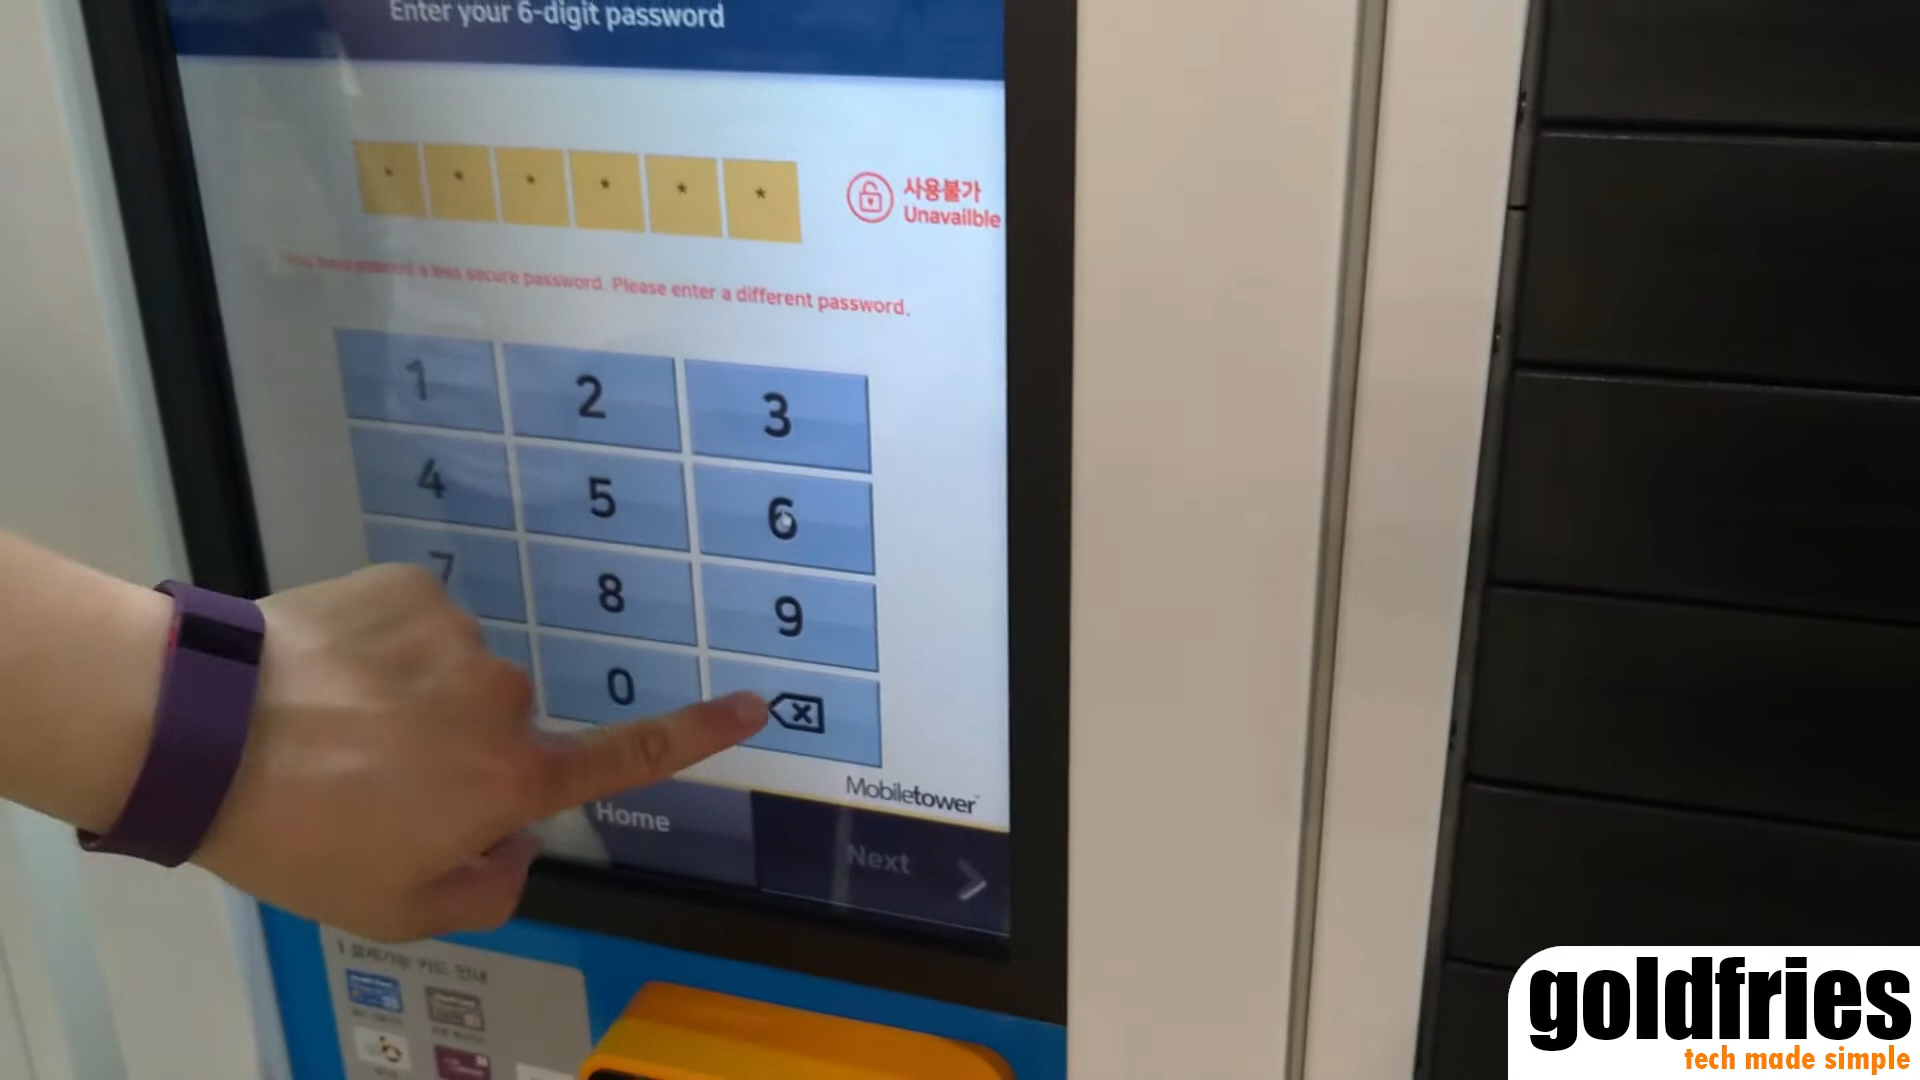 Enter your 6-digit password
* * * * * *
사용불가
Unavailble
a less secure password. Please enter a different password.
1 2 3
4 5 6
7 8 9
0
Mobiletower
Home
Next
goldfries
tech made simple